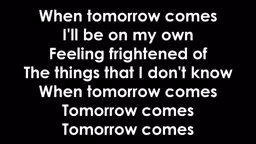 When tomorrow comes
I'll be on my own
Feeling frightened of
The things that I don't know
When tomorrow comes
Tomorrow comes
Tomorrow comes